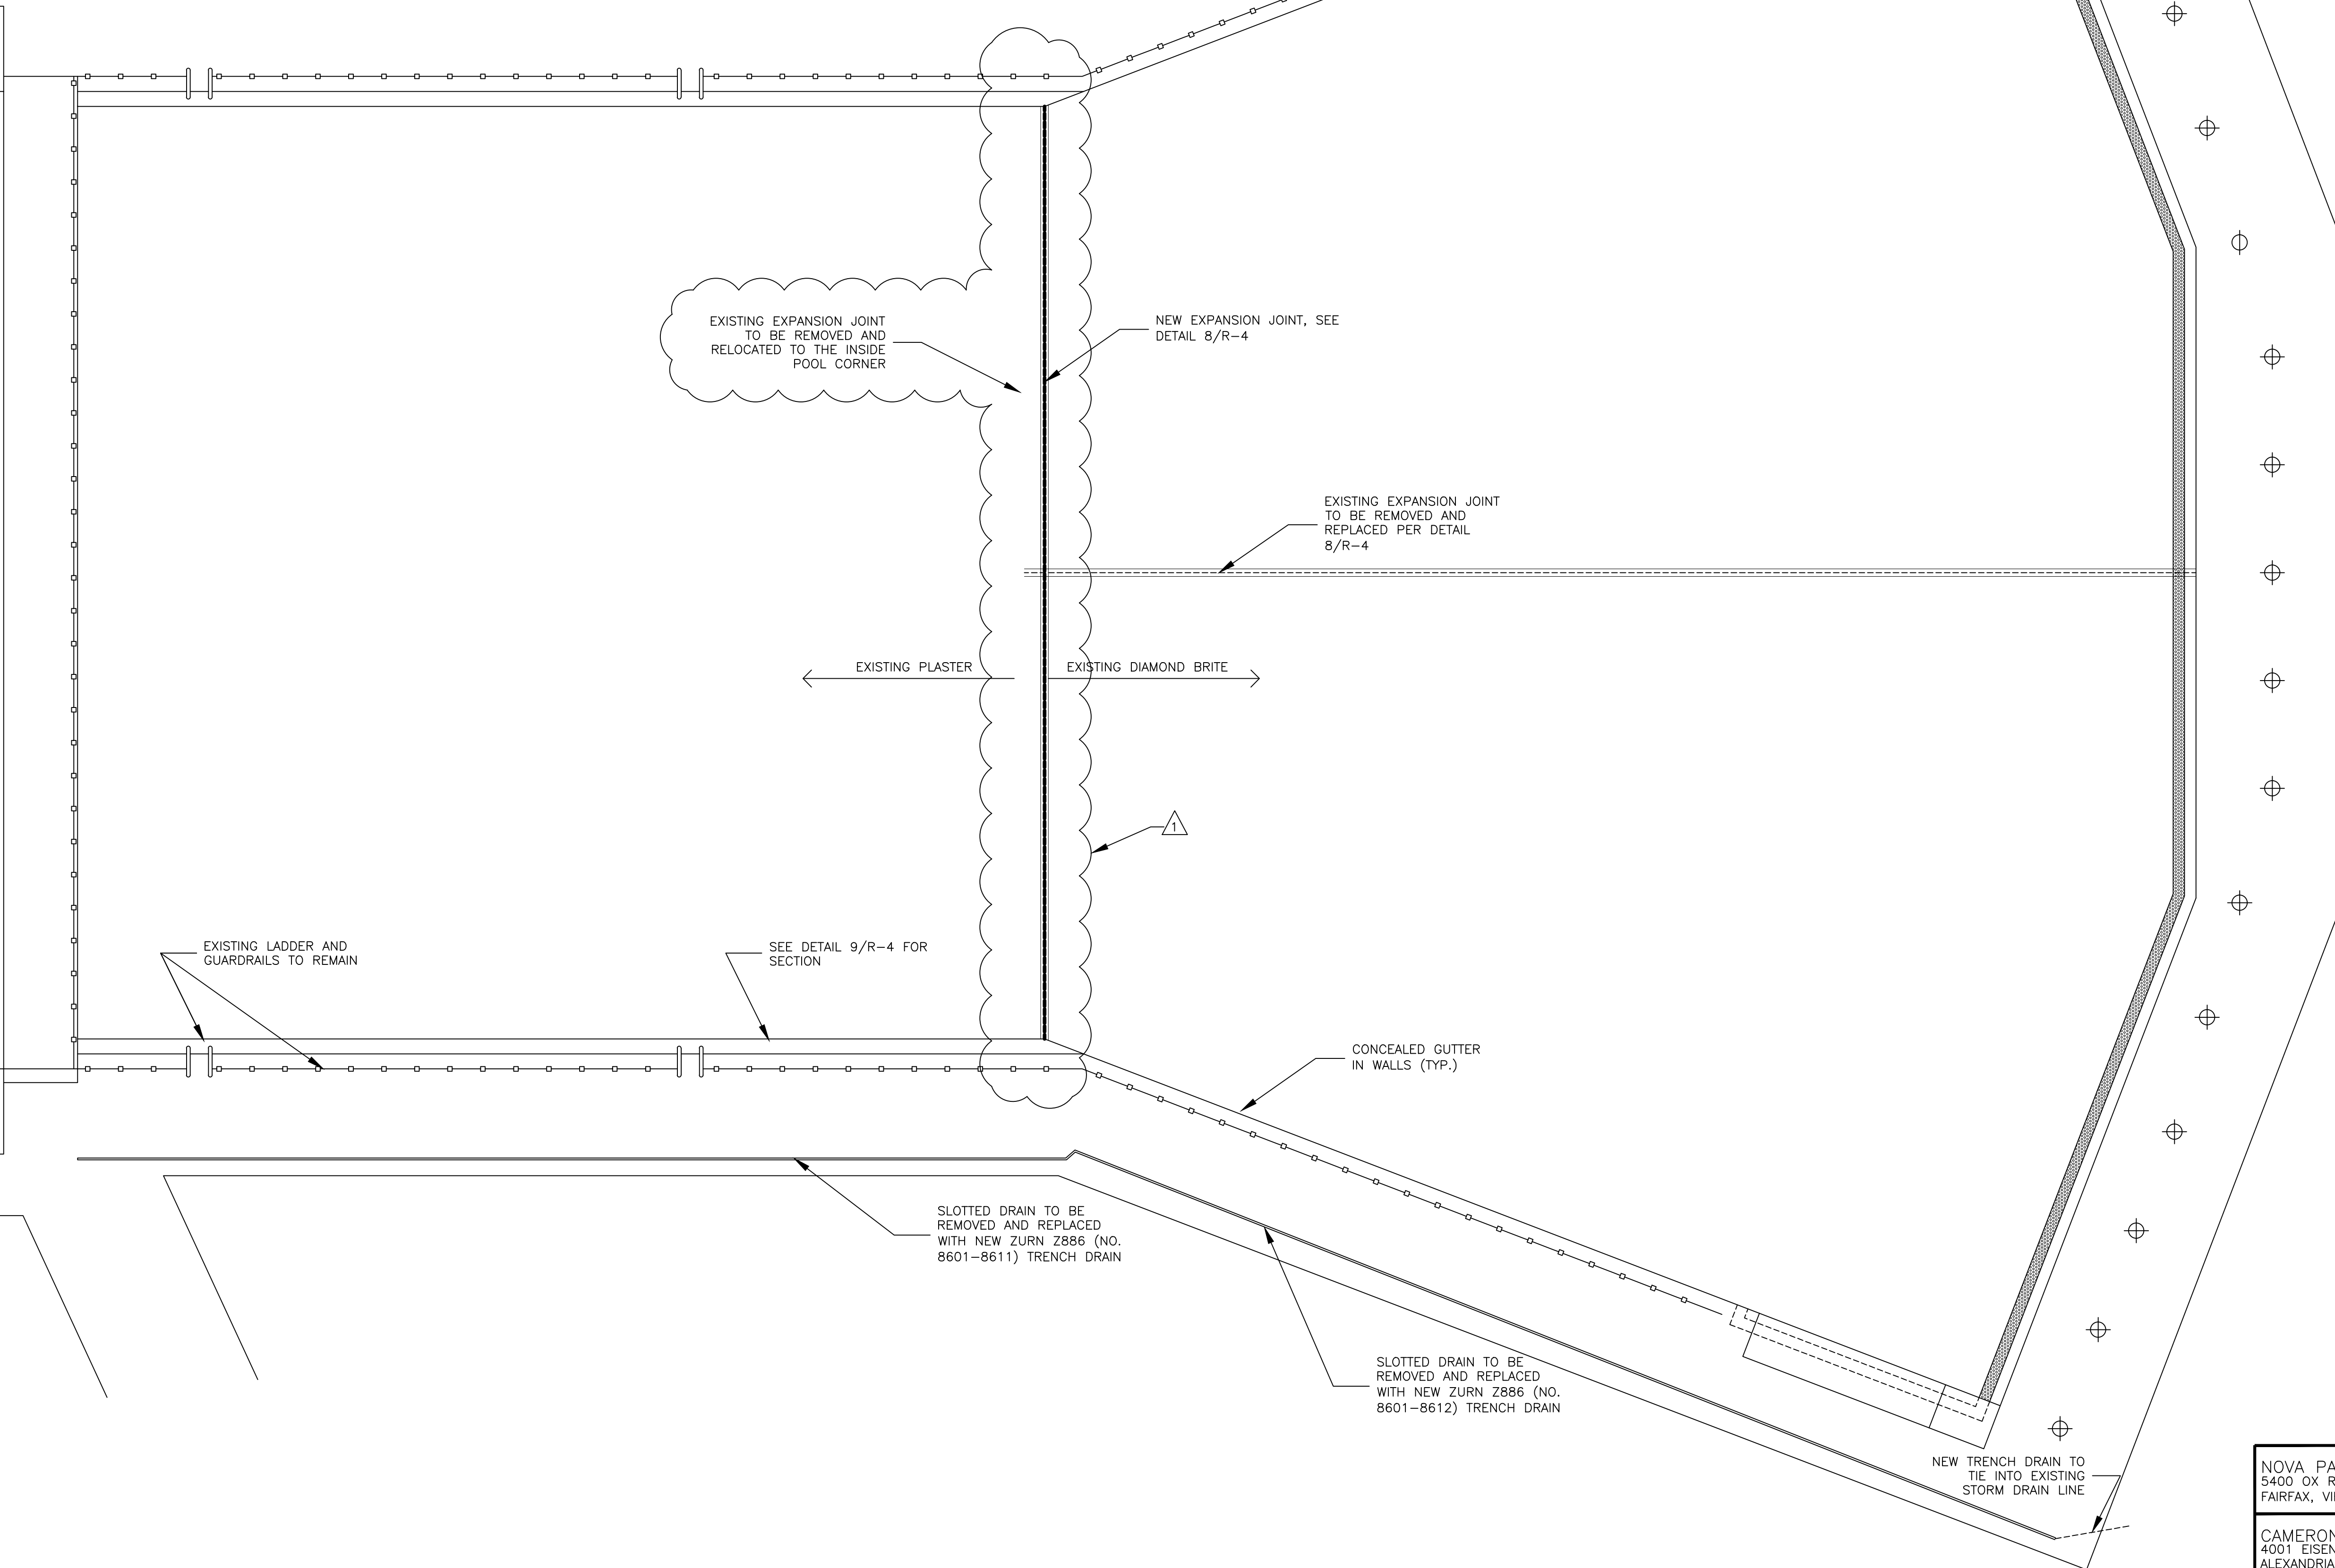 EXISTING EXPANSION JOINT
TO BE REMOVED AND
RELOCATED TO THE INSIDE
POOL CORNER
NEW EXPANSION JOINT, SEE
DETAIL 8/R-4
EXISTING EXPANSION JOINT
TO BE REMOVED AND
REPLACED PER DETAIL
8/R-4
EXISTING PLASTER
EXISTING DIAMOND BRITE
1
EXISTING LADDER AND
GUARDRAILS TO REMAIN
SEE DETAIL 9/R-4 FOR
SECTION
CONCEALED GUTTER
IN WALLS (TYP.)
SLOTTED DRAIN TO BE
REMOVED AND REPLACED
WITH NEW ZURN Z886 (NO.
8601-8611) TRENCH DRAIN
SLOTTED DRAIN TO BE
REMOVED AND REPLACED
WITH NEW ZURN Z886 (NO.
8601-8612) TRENCH DRAIN
NEW TRENCH DRAIN TO
TIE INTO EXISTING
STORM DRAIN LINE
NOVA
5400 OX
FAIRFAX,
CAMERON
4001
ALEXANDRIA